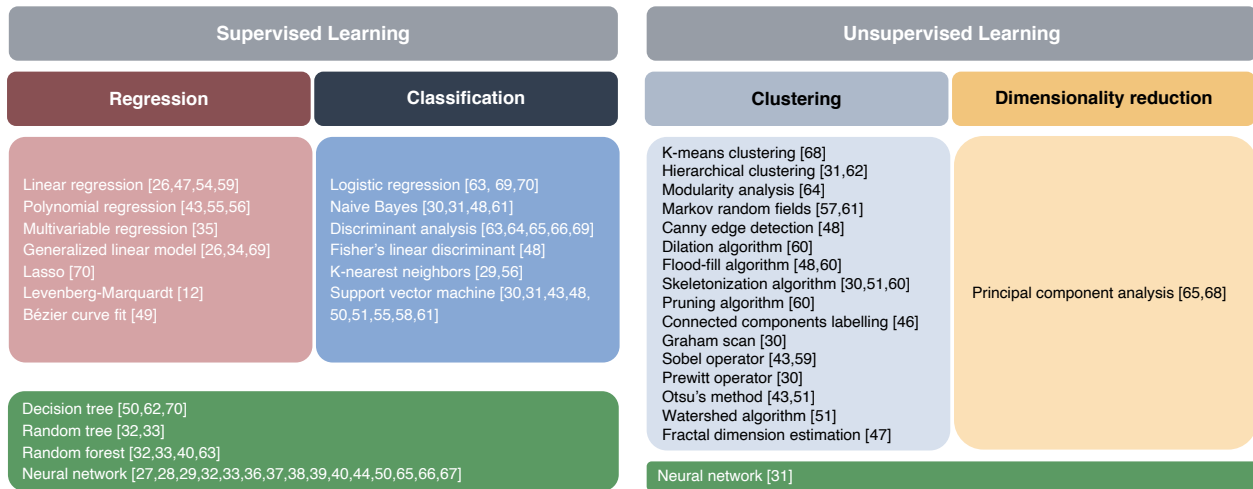 Supervised Learning
Regression
Classification
Linear regression [26,47,54,59]
Polynomial regression [43,55,56]
Multivariable regression [35]
Generalized linear model [26,34,69]
Lasso [70]
Levenberg-Marquardt [12]
Bézier curve fit [49]
Logistic regression [63, 69,70]
Naive Bayes [30,31,48,61]
Discriminant analysis [63,64,65,66,69]
Fisher's linear discriminant [48]
K-nearest neighbors [29,56]
Support vector machine [30,31,43,48,
50,51,55,58,61]
Decision tree [50,62,70]
Random tree [32,33]
Random forest [32,33,40,63]
Neural network [27,28,29,32,33,36,37,38,39,40,44,50,65,66,67]
Unsupervised Learning
Clustering
Dimensionality reduction
K-means clustering [68]
Hierarchical clustering [31,62]
Modularity analysis [64]
Markov random fields [57,61]
Canny edge detection [48]
Dilation algorithm [60]
Flood-fill algorithm [48,60]
Skeletonization algorithm [30,51,60]
Pruning algorithm [60]
Connected components labelling [46]
Graham scan [30]
Sobel operator [43,59]
Prewitt operator [30]
Otsu's method [43,51]
Watershed algorithm [51]
Fractal dimension estimation [47]
Principal component analysis [65,68]
Neural network [31]